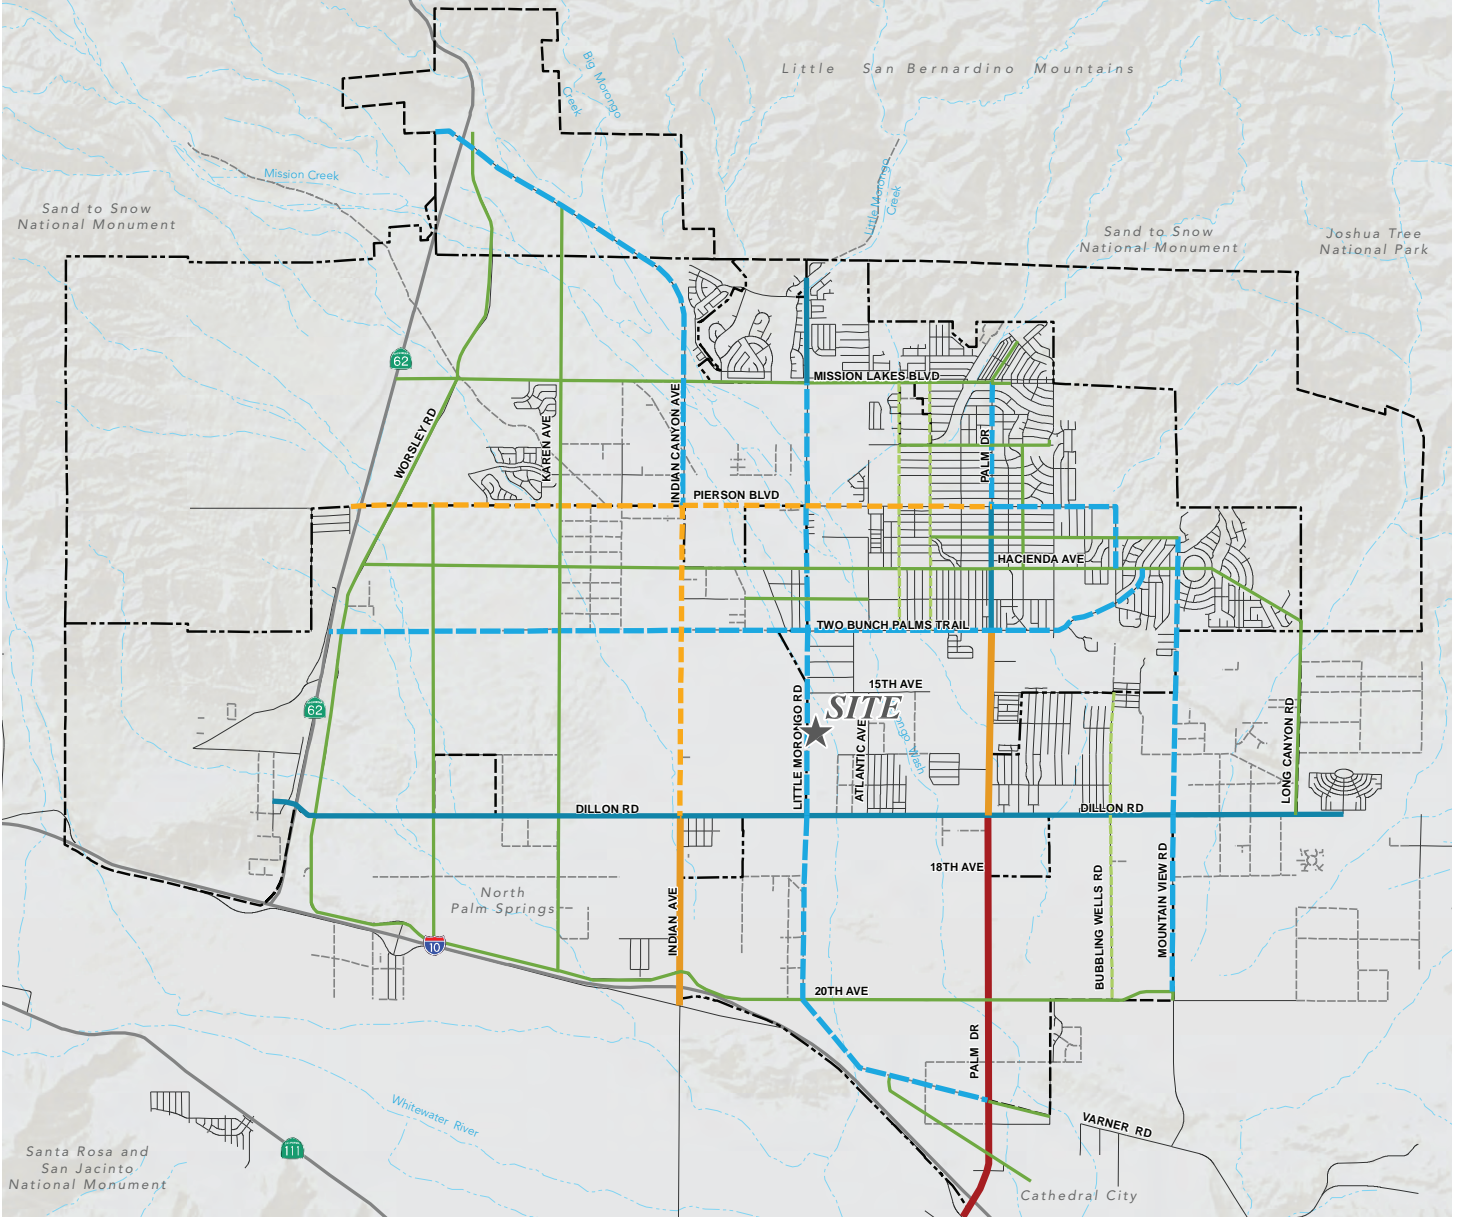 Little San Bernardino Mountains
Big Morongo
Creek
Mission Creek
Little Morongo
Creek
Sand to Snow
National Monument
Sand to Snow
National Monument
Joshua Tree
National Park
62
MISSION LAKES BLVD
WORSLEY RD
KAREN AVE
INDIAN CANYON AVE
PALM DR
PIERSON BLVD
HACIENDA AVE
TWO BUNCH PALMS TRAIL
15TH AVE
62
LITTLE MORONGO RD
SITE
ATLANTIC AVE
Wash
LONG CANYON RD
DILLON RD
DILLON RD
18TH AVE
INDIAN AVE
BUBBLING WELLS RD
MOUNTAIN VIEW RD
North
Palm Springs
10
20TH AVE
PALM DR
Whitewater River
VARNER RD
111
Santa Rosa and
San Jacinto
National Monument
Cathedral City